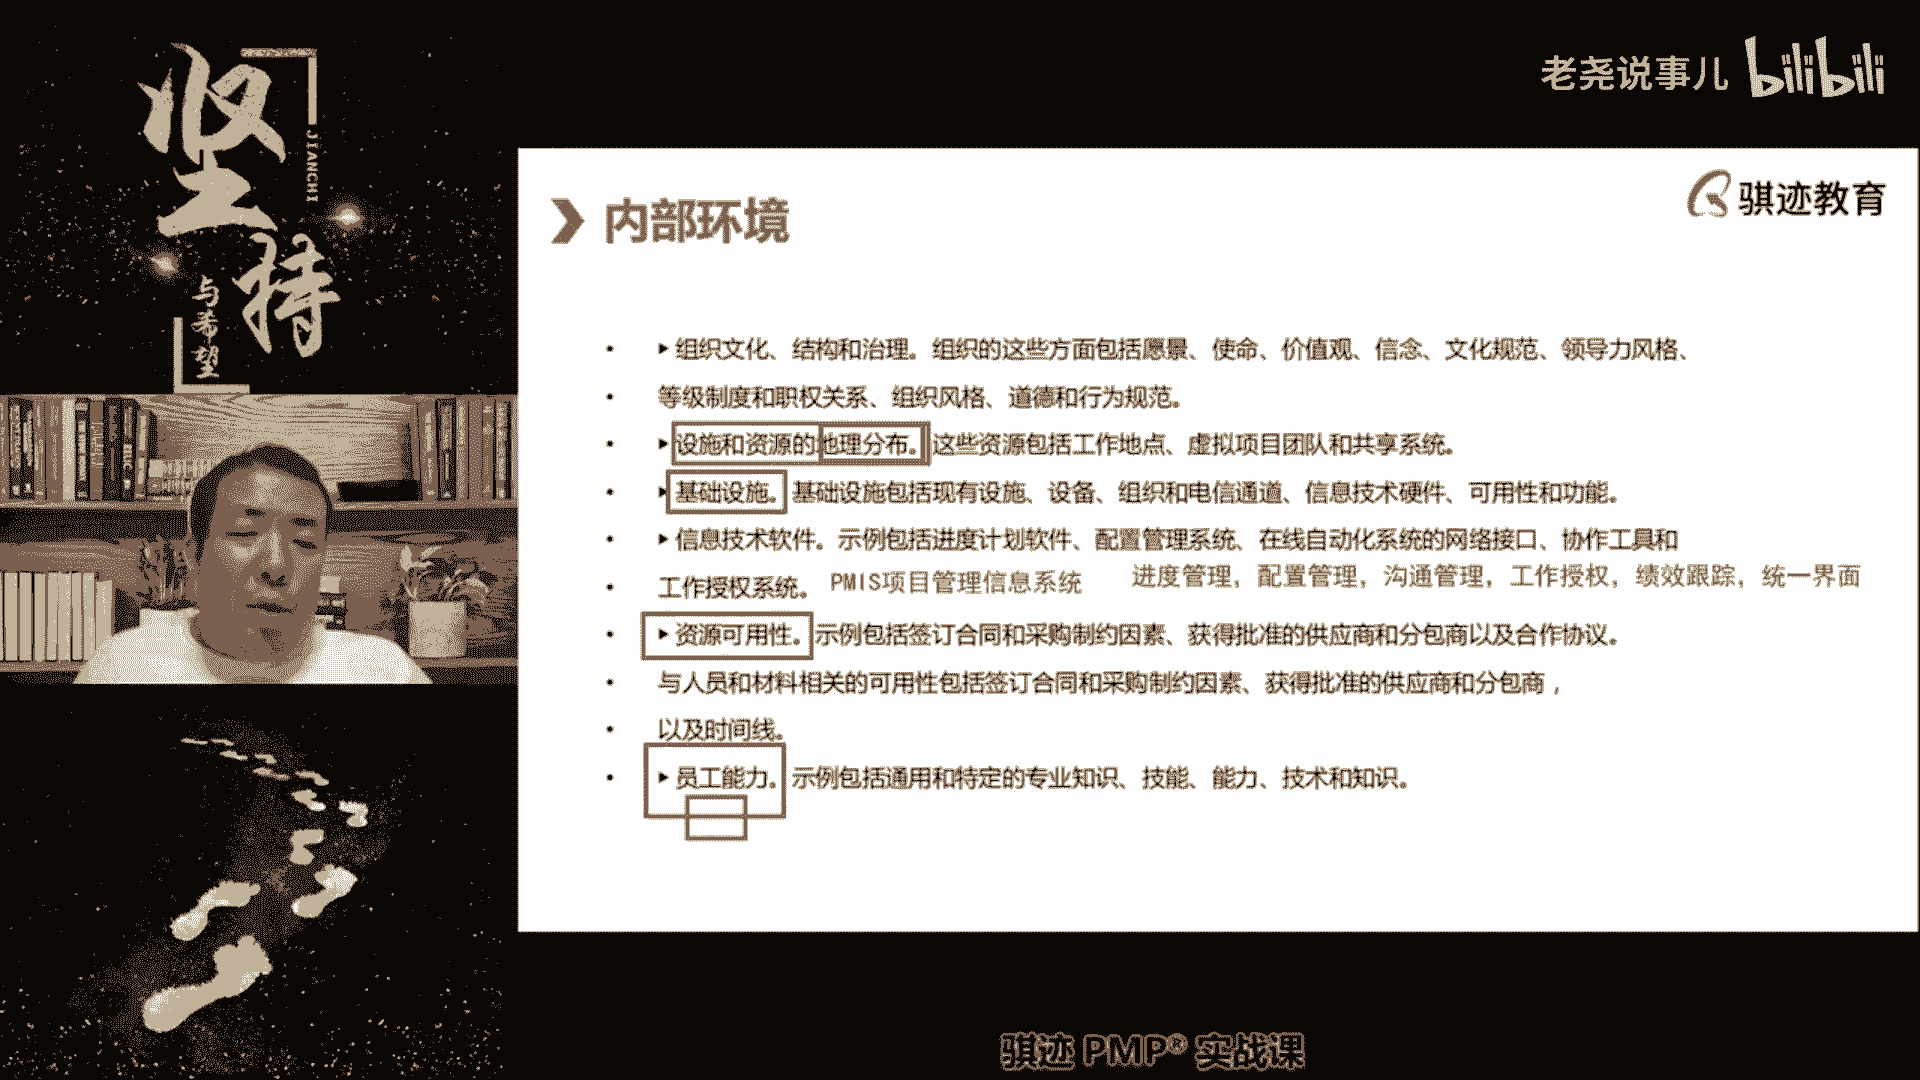 坚持
JIANCHI
与希望
老尧说事儿 bilibili
骐迹教育
内部环境
• ▸组织文化、结构和治理。组织的这些方面包括愿景、使命、价值观、信念、文化规范、领导力风格、
• 等级制度和职权关系、组织风格、道德和行为规范。
• ▸设施和资源的地理分布。这些资源包括工作地点、虚拟项目团队和共享系统。
• ▸基础设施。基础设施包括现有设施、设备、组织和电信通道、信息技术硬件、可用性和功能。
• ▸信息技术软件。示例包括进度计划软件、配置管理系统、在线自动化系统的网络接口、协作工具和
• 工作授权系统。 PMIS项目管理信息系统 进度管理，配置管理，沟通管理，工作授权，绩效跟踪，统一界面
• ▸资源可用性。示例包括签订合同和采购制约因素、获得批准的供应商和分包商以及合作协议。
• 与人员和材料相关的可用性包括签订合同和采购制约因素、获得批准的供应商和分包商，
• 以及时间线。
• ▸员工能力。示例包括通用和特定的专业知识、技能、能力、技术和知识。
骐迹 PMP® 实战课